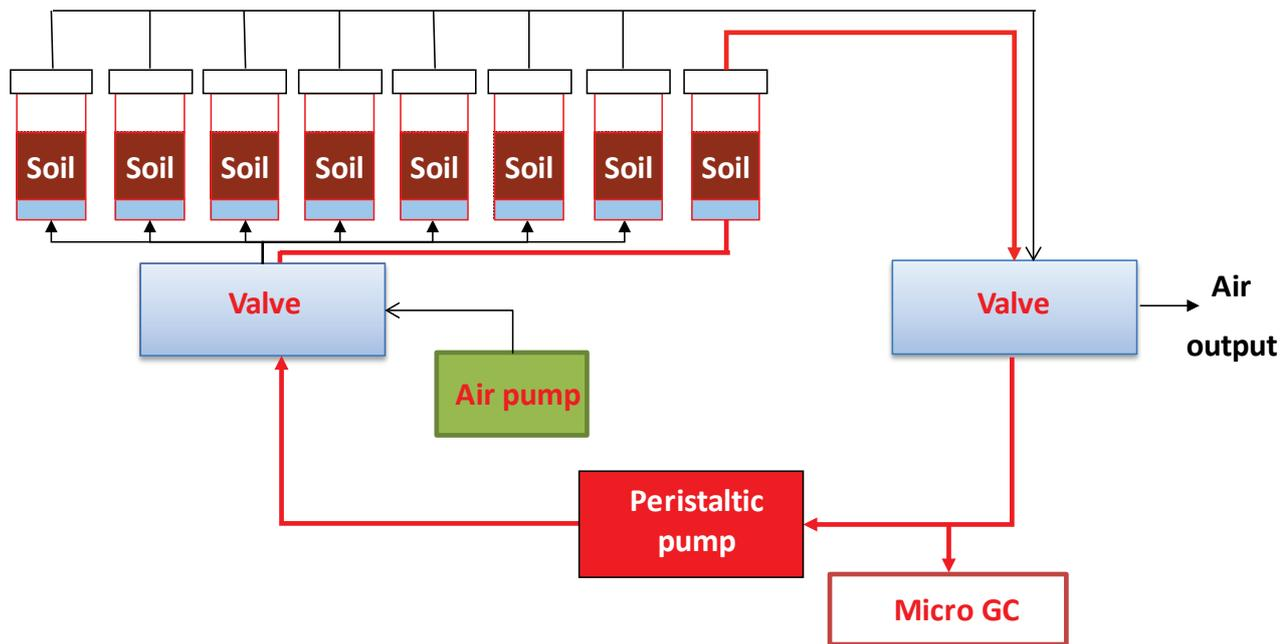 Soil
Soil
Soil
Soil
Soil
Soil
Soil
Soil
Valve
Valve
Air
output
Air pump
Peristaltic
pump
Micro GC